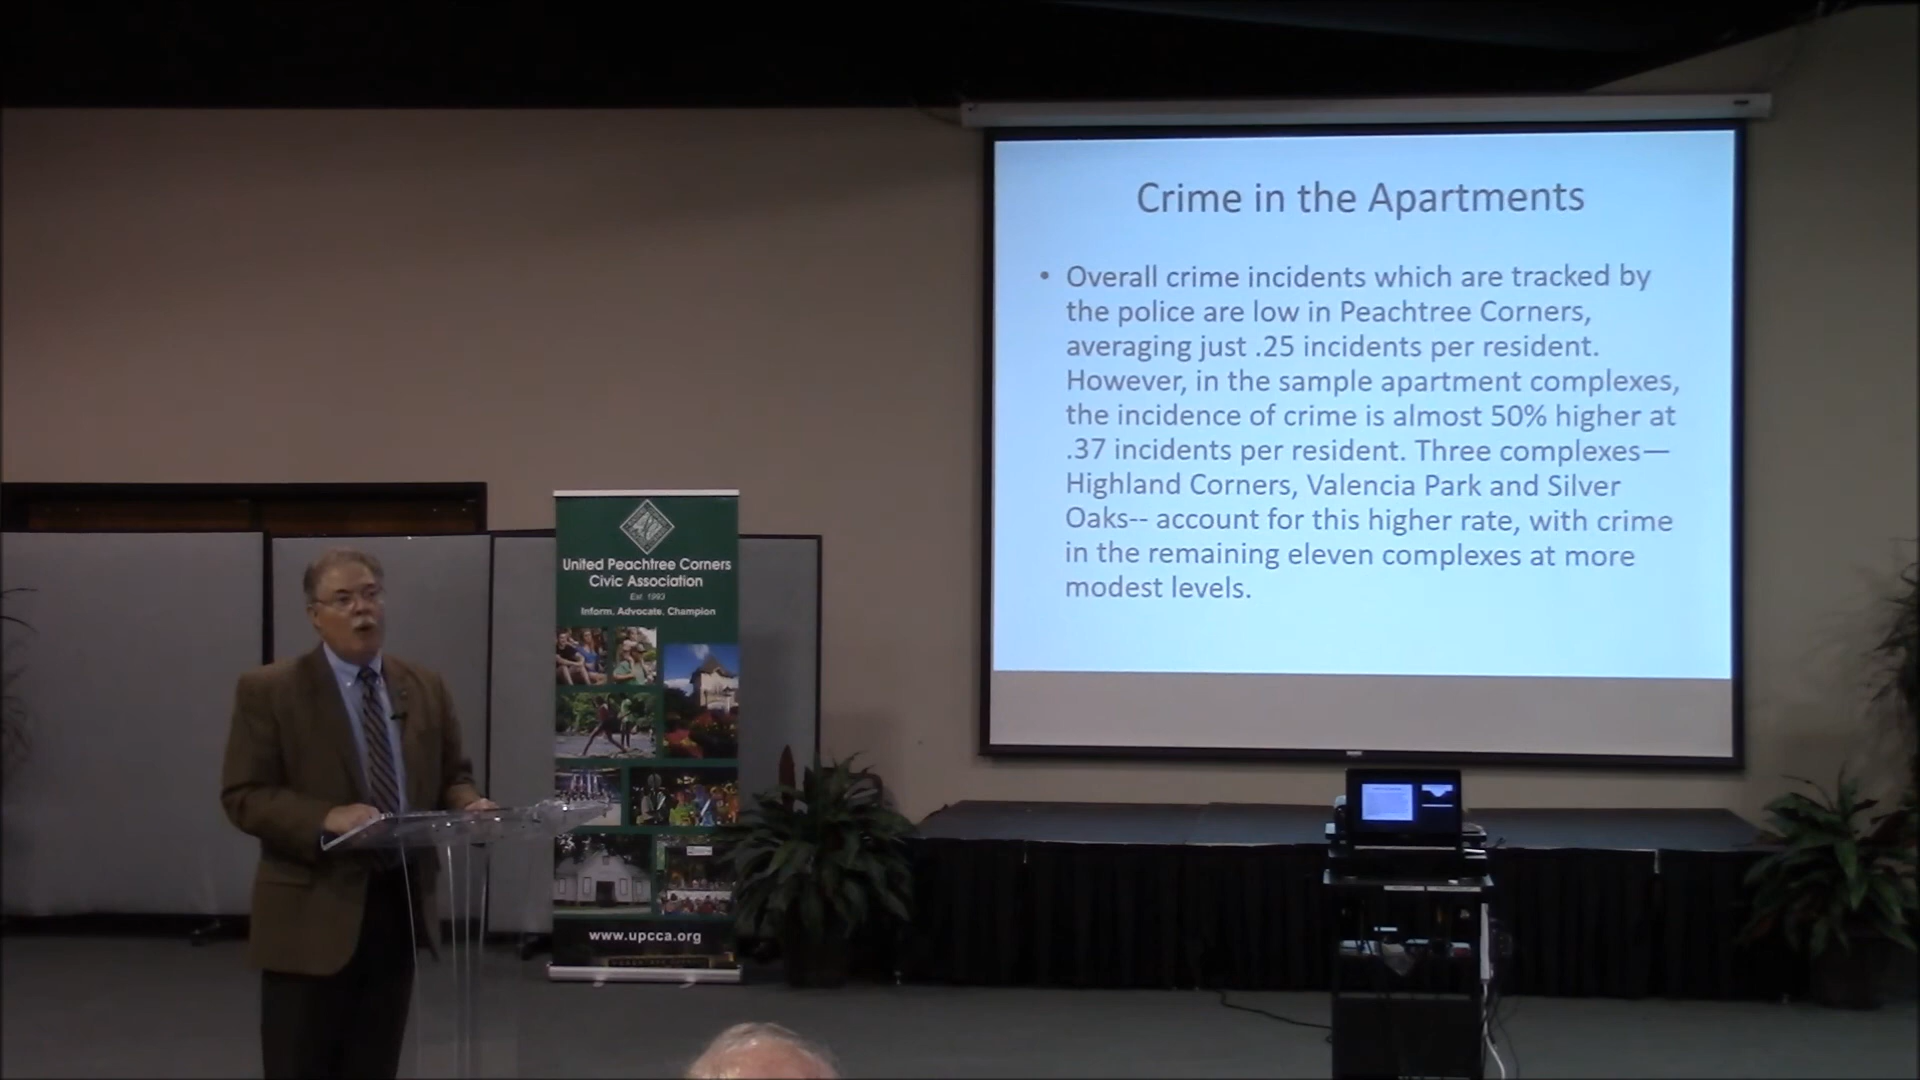 Crime in the Apartments
• Overall crime incidents which are tracked by
the police are low in Peachtree Corners,
averaging just .25 incidents per resident.
However, in the sample apartment complexes,
the incidence of crime is almost 50% higher at
.37 incidents per resident. Three complexes—
Highland Corners, Valencia Park and Silver
Oaks-- account for this higher rate, with crime
in the remaining eleven complexes at more
modest levels.
United Peachtree Corners
Civic Association
Est 1993
Inform. Advocate. Champion
www.upcca.org